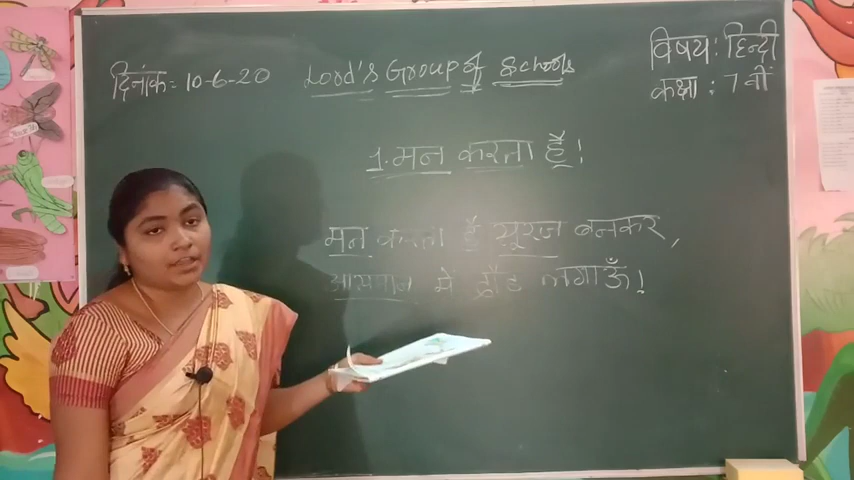 दिनांक= 10-6-20
Lord's Group of Schools
विषय: हिन्दी
कक्षा : 7 वीं
1. मन करता है!
मन करता है सूरज बनकर,
आसमान में दौड लगाऊँ!